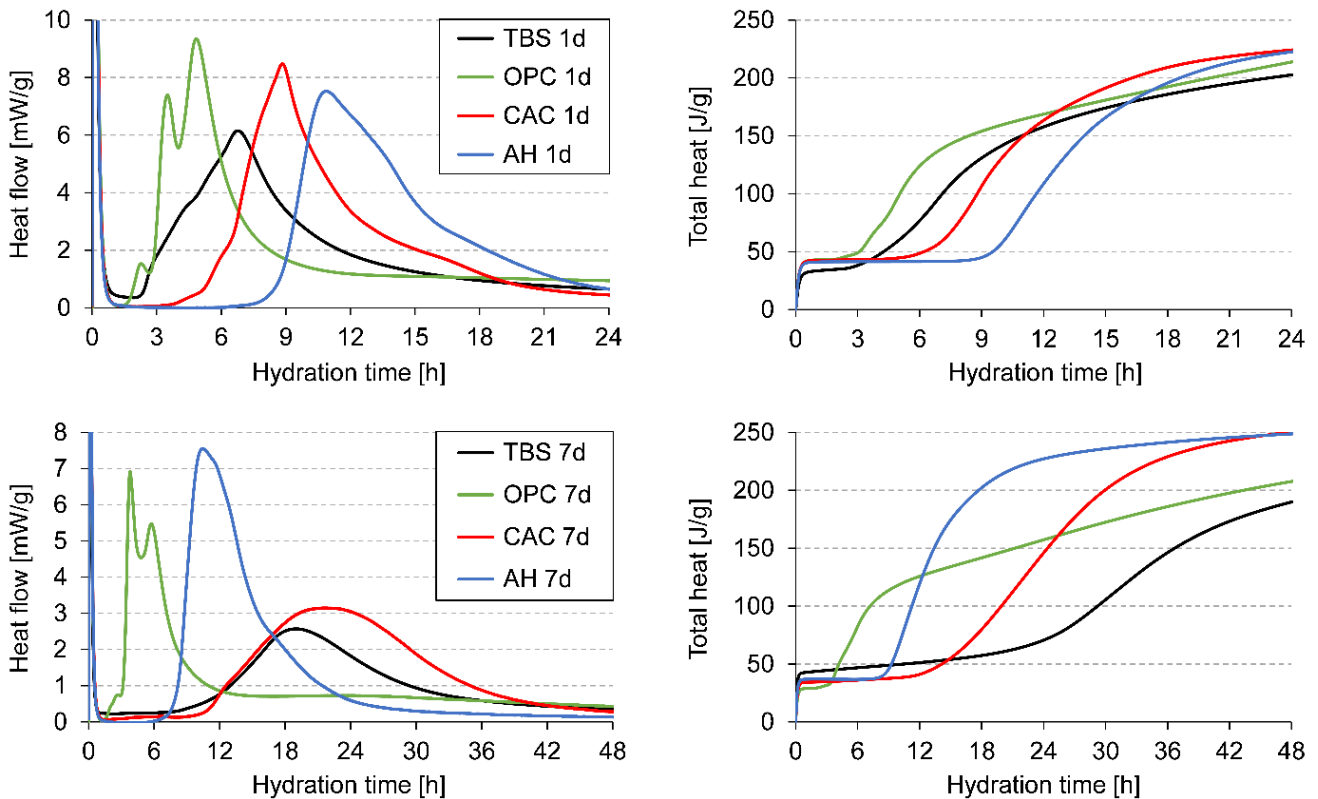 Heat flow [mW/g]
10
8
6
4
2
0
0 3 6 9 12 15 18 21 24
Hydration time [h]
TBS 1d
OPC 1d
CAC 1d
AH 1d
Total heat [J/g]
250
200
150
100
50
0
0 3 6 9 12 15 18 21 24
Hydration time [h]
Heat flow [mW/g]
8
7
6
5
4
3
2
1
0
0 6 12 18 24 30 36 42 48
Hydration time [h]
TBS 7d
OPC 7d
CAC 7d
AH 7d
Total heat [J/g]
250
200
150
100
50
0
0 6 12 18 24 30 36 42 48
Hydration time [h]